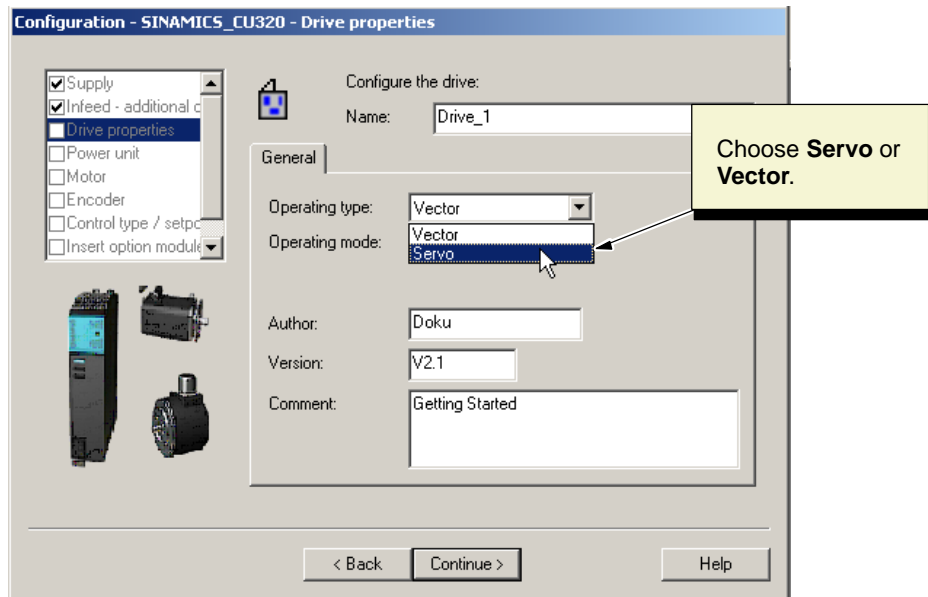 Configuration - SINAMICS_CU320 - Drive properties
Supply
Infeed - additional
Drive properties
Power unit
Motor
Encoder
Control type /
Insert option
Configure the drive:
Name: Drive_1
General
Operating type: Vector
Vector
Operating mode:
Servo
Author: Doku
Version: V2.1
Comment: Getting Started
< Back
Continue >
Help
Choose Servo or
Vector.